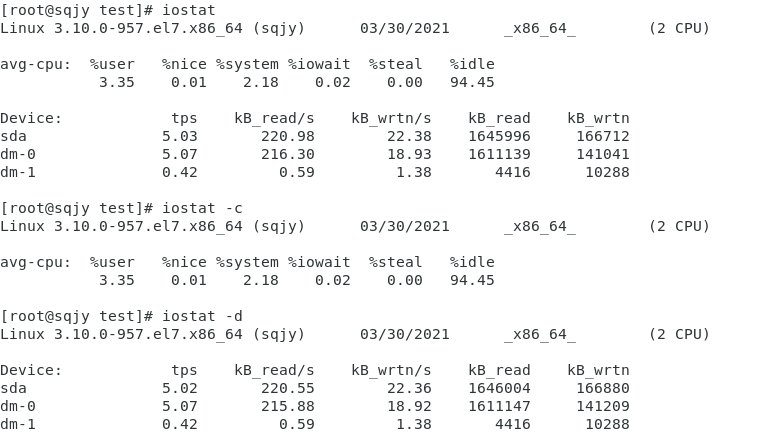 [root@sqjy test]# iostat
Linux 3.10.0-957.el7.x86_64 (sqjy)      03/30/2021      _x86_64_        (2 CPU)
avg-cpu:  %user   %nice %system %iowait  %steal   %idle
           3.35    0.01    2.18    0.02    0.00   94.45
Device:            tps    kB_read/s    kB_wrtn/s    kB_read    kB_wrtn
sda               5.03       220.98        22.38    1645996     166712
dm-0              5.07       216.30        18.93    1611139     141041
dm-1              0.42         0.59         1.38       4416      10288
[root@sqjy test]# iostat -c
Linux 3.10.0-957.el7.x86_64 (sqjy)      03/30/2021      _x86_64_        (2 CPU)
avg-cpu:  %user   %nice %system %iowait  %steal   %idle
           3.35    0.01    2.18    0.02    0.00   94.45
[root@sqjy test]# iostat -d
Linux 3.10.0-957.el7.x86_64 (sqjy)      03/30/2021      _x86_64_        (2 CPU)
Device:            tps    kB_read/s    kB_wrtn/s    kB_read    kB_wrtn
sda               5.02       220.55        22.36    1646004     166880
dm-0              5.07       215.88        18.92    1611147     141209
dm-1              0.42         0.59         1.38       4416      10288